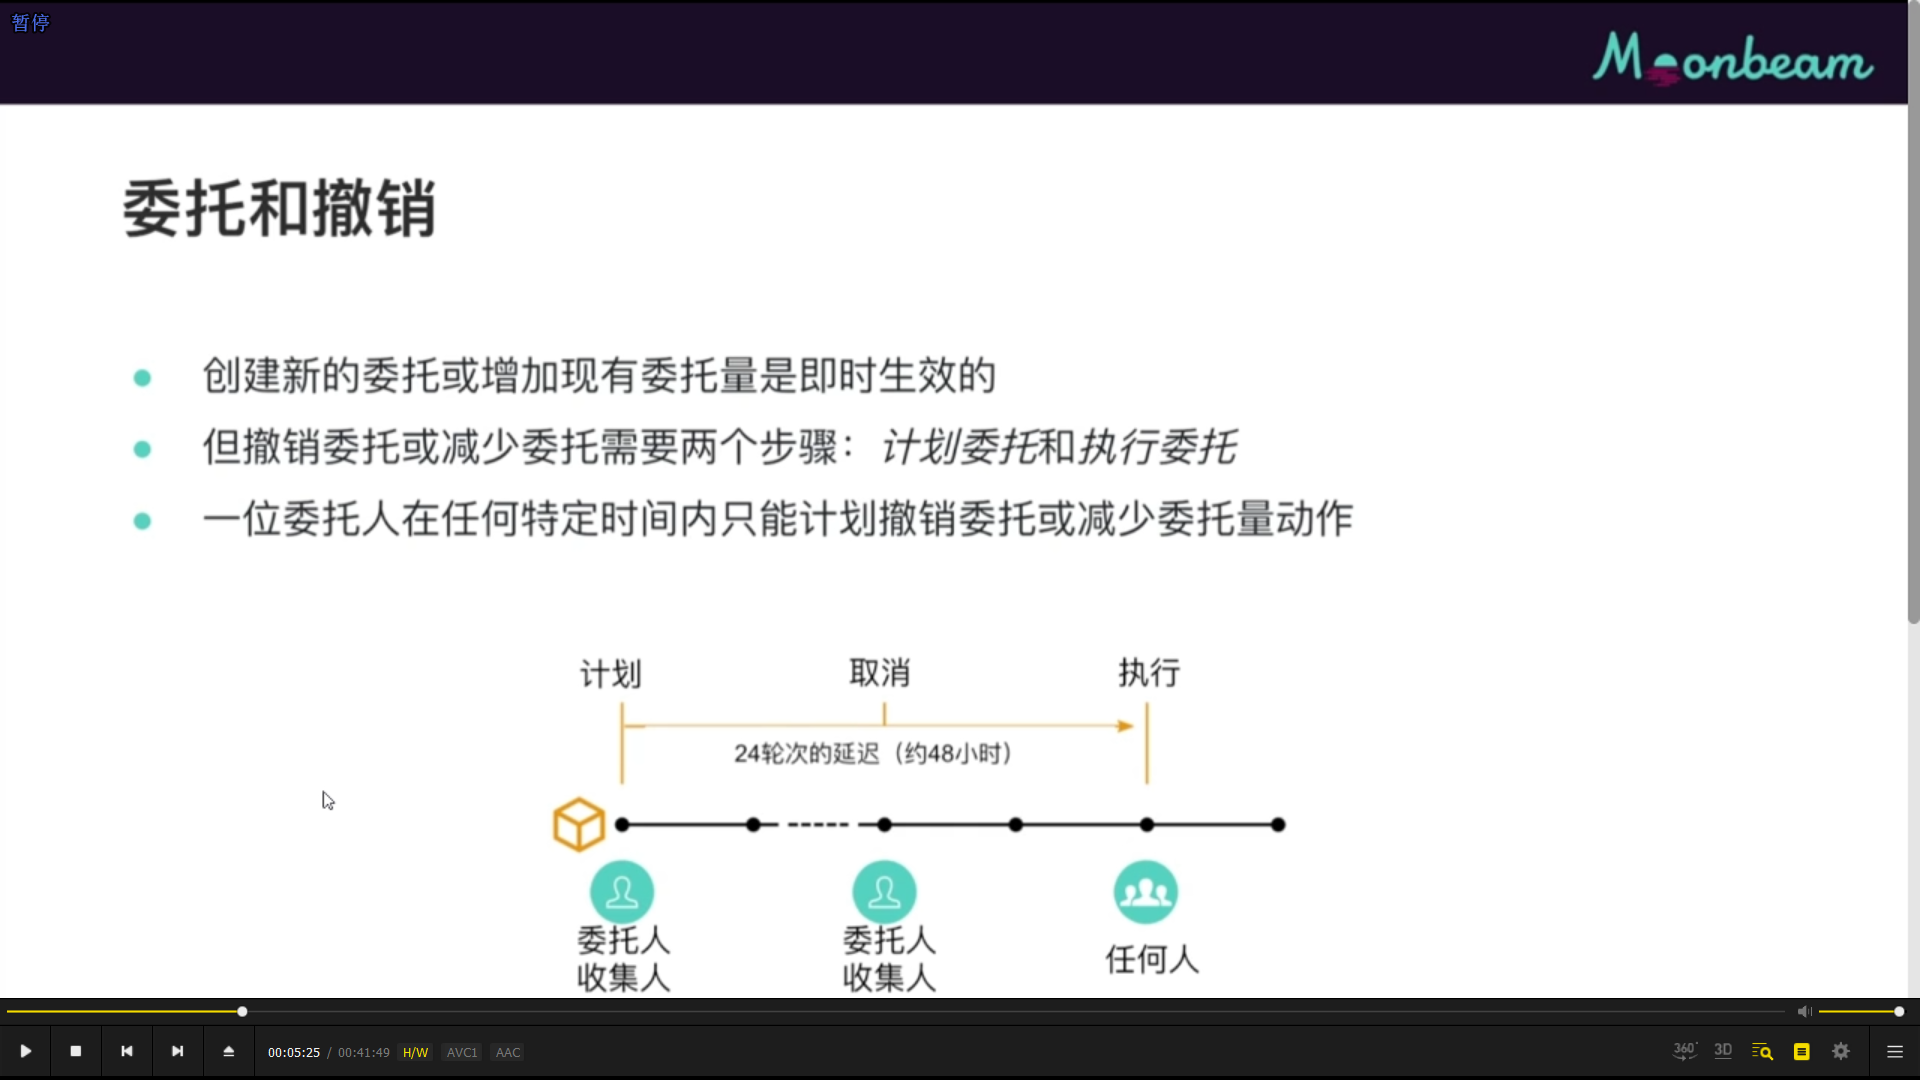 暂停
Moonbeam
委托和撤销
创建新的委托或增加现有委托量是即时生效的
但撤销委托或减少委托需要两个步骤：计划委托和执行委托
一位委托人在任何特定时间内只能计划撤销委托或减少委托量动作
计划 取消 执行
24轮次的延迟（约48小时）
委托人 委托人 任何人
收集人 收集人
00:05:25 / 00:41:49 H/W AVC1 AAC 360° 3D